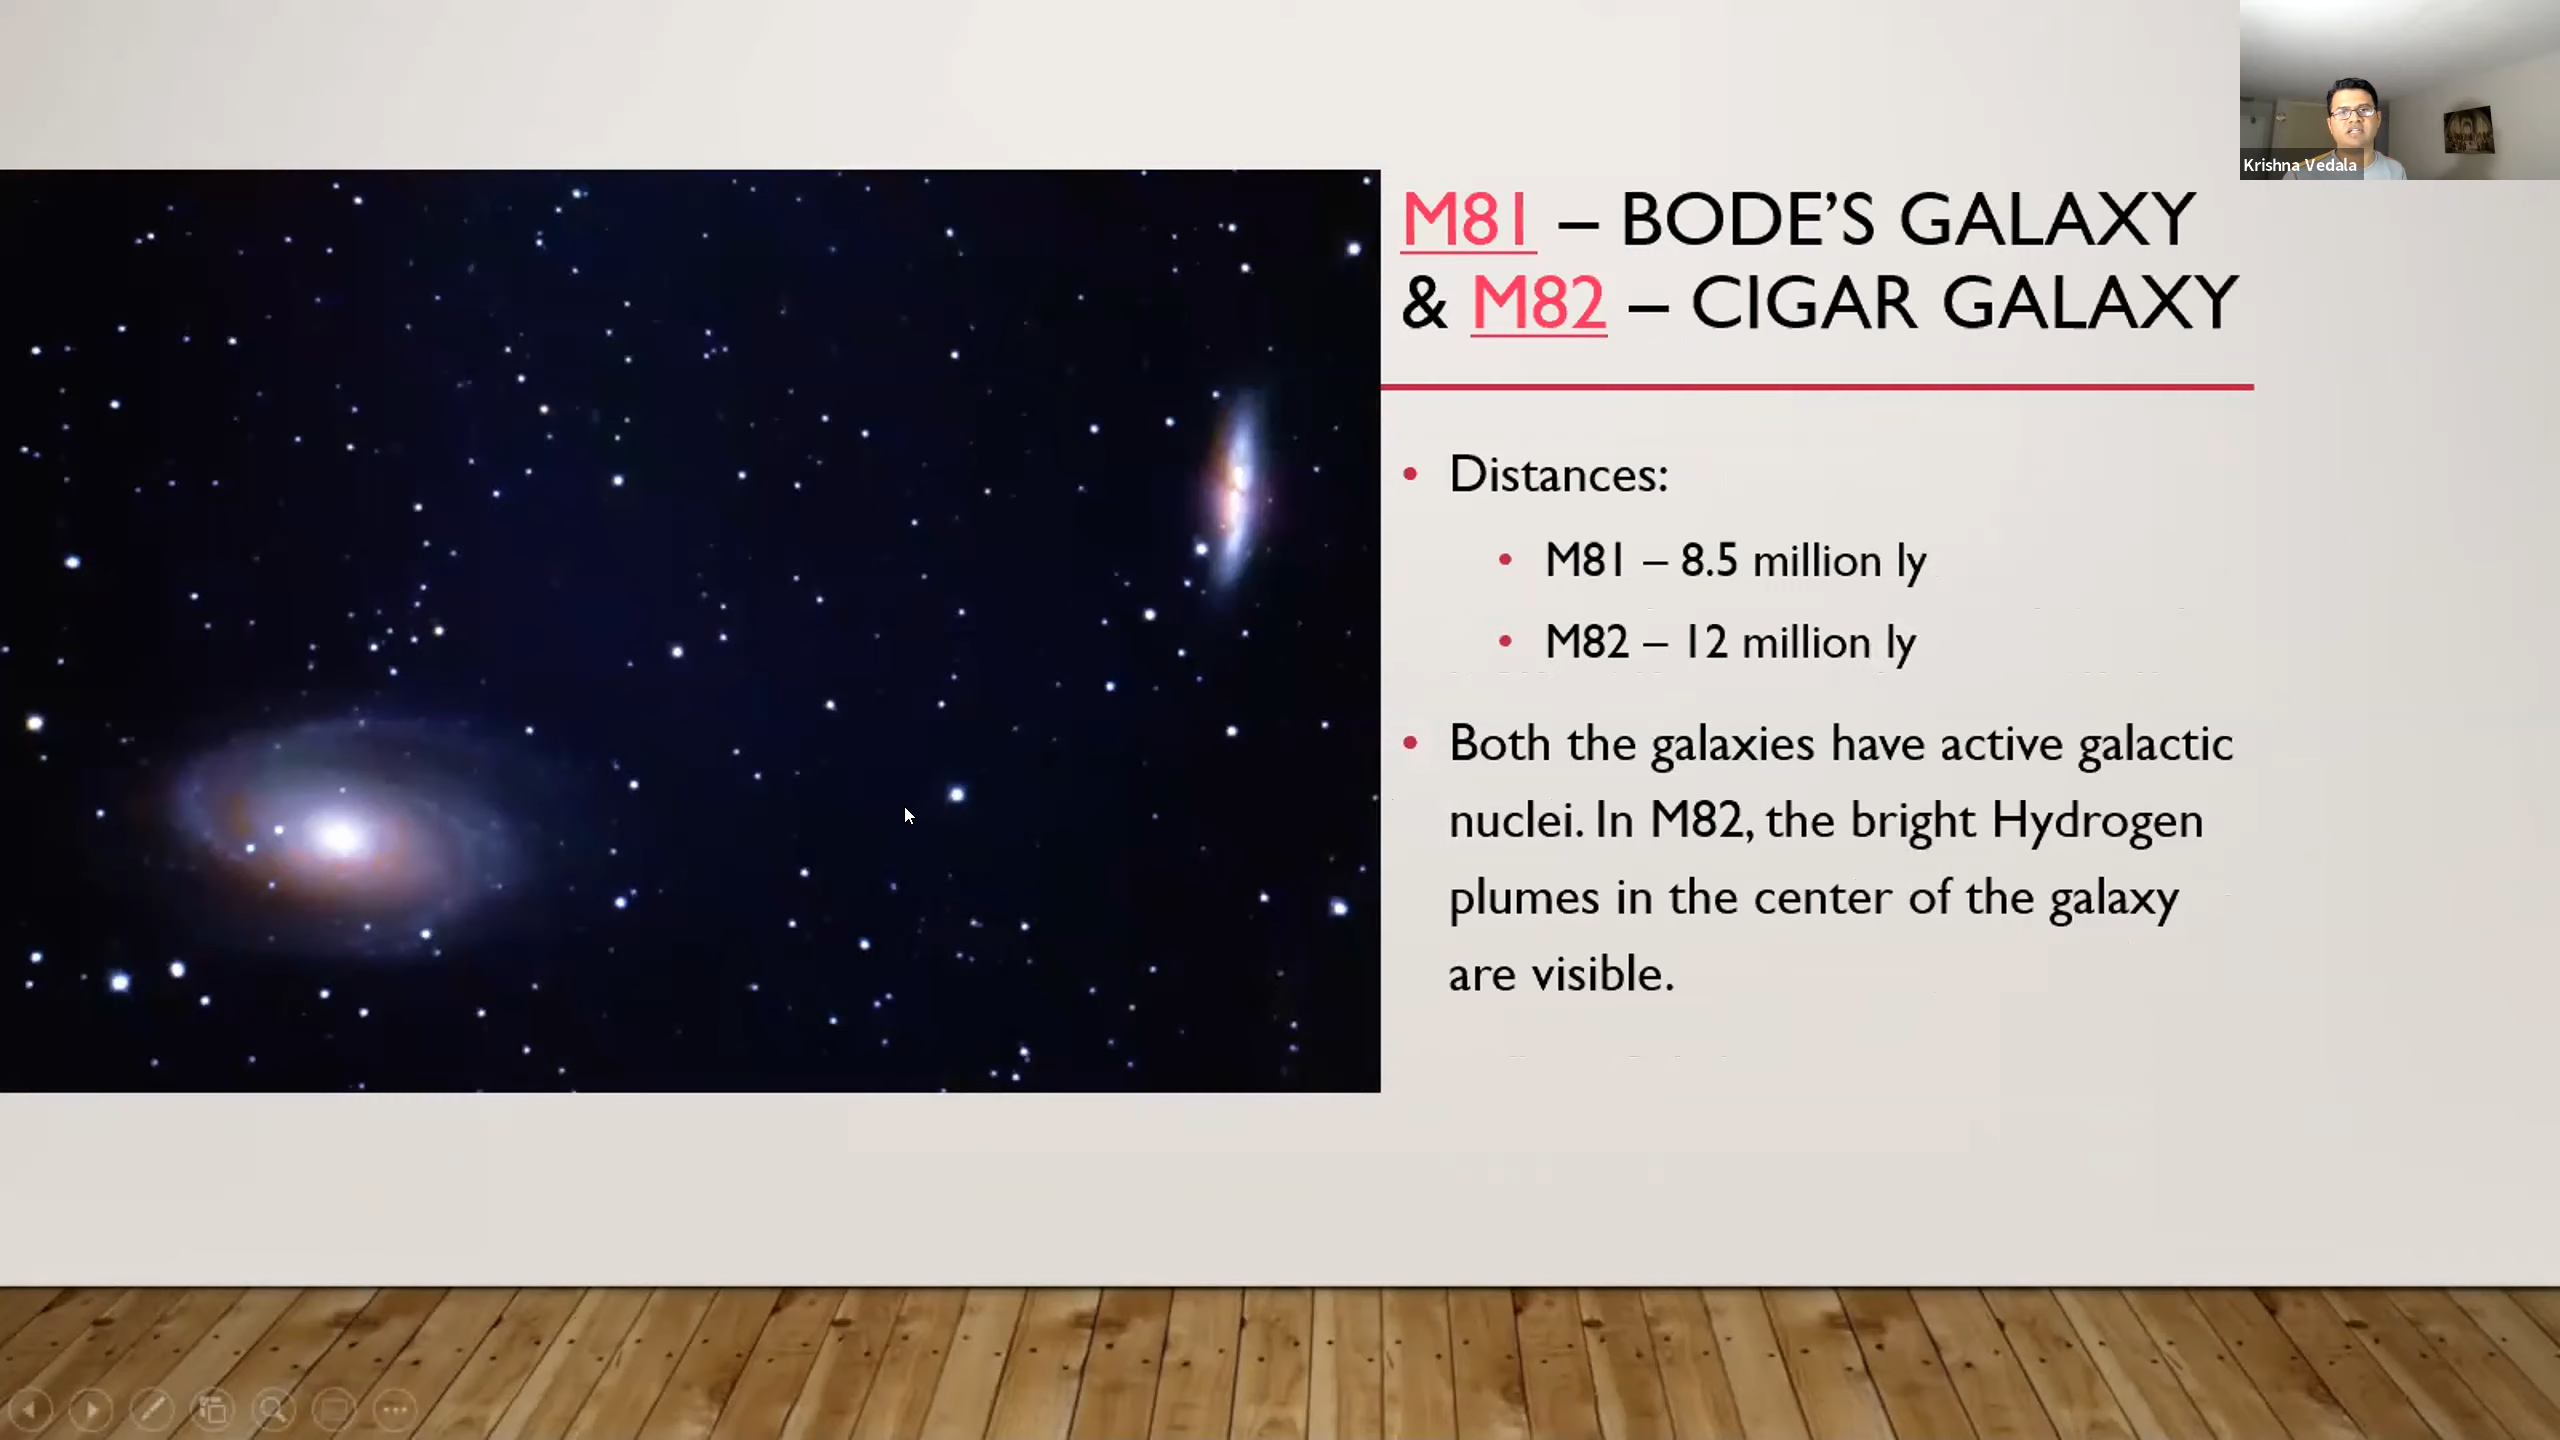 Krishna Vedala
M81 – BODE’S GALAXY
& M82 – CIGAR GALAXY
• Distances:
• M81 – 8.5 million ly
• M82 – 12 million ly
• Both the galaxies have active galactic
nuclei. In M82, the bright Hydrogen
plumes in the center of the galaxy
are visible.